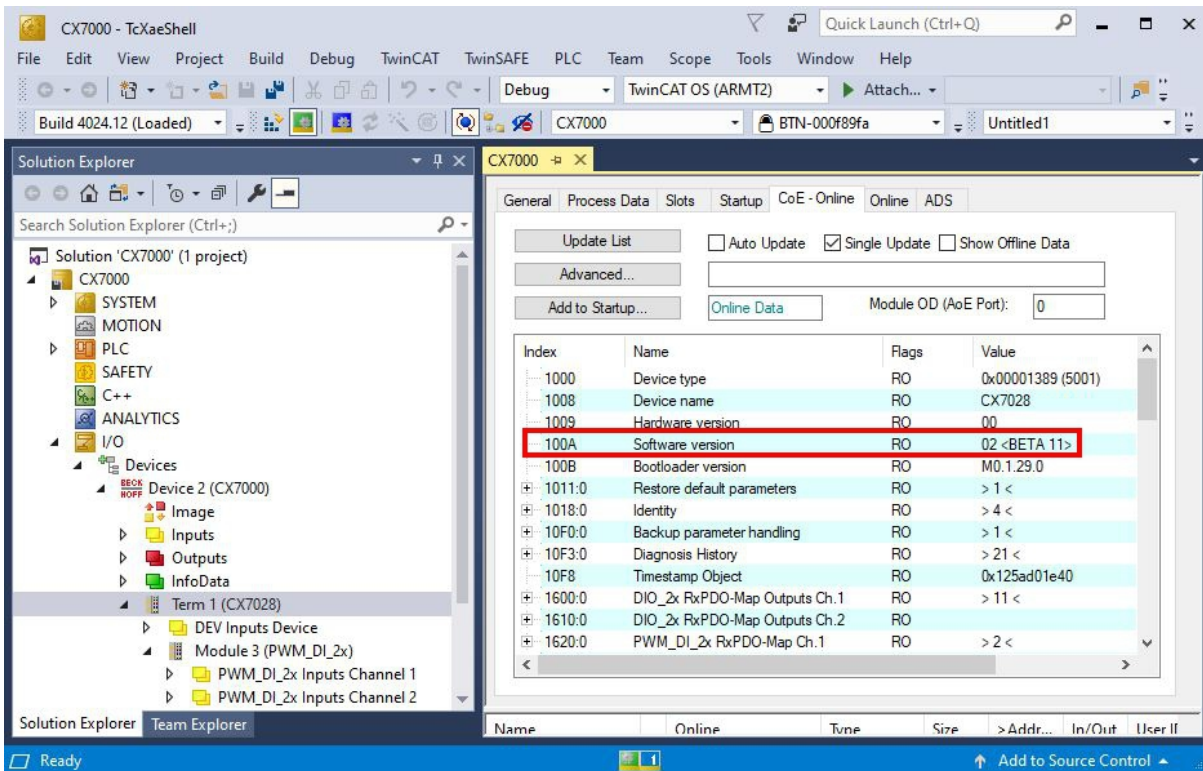 CX7000 - TcXaeShell
Quick Launch (Ctrl+Q)
File Edit View Project Build Debug TwinCAT TwinSAFE PLC Team Scope Tools Window Help
Debug TwinCAT OS (ARMT2) Attach...
Build 4024.12 (Loaded) CX7000 BTN-000f89fa Untitled1
Solution Explorer
Search Solution Explorer (Ctrl+;)
Solution 'CX7000' (1 project)
CX7000
SYSTEM
MOTION
PLC
SAFETY
C++
ANALYTICS
I/O
Devices
BECKHOFF Device 2 (CX7000)
Image
Inputs
Outputs
InfoData
Term 1 (CX7028)
DEV Inputs Device
Module 3 (PWM_DI_2x)
PWM_DI_2x Inputs Channel 1
PWM_DI_2x Inputs Channel 2
Solution Explorer Team Explorer
CX7000
General Process Data Slots Startup CoE - Online Online ADS
Update List Auto Update Single Update Show Offline Data
Advanced...
Add to Startup... Online Data Module OD (AoE Port): 0
Index Name Flags Value
1000 Device type RO 0x00001389 (5001)
1008 Device name RO CX7028
1009 Hardware version RO 00
100A Software version RO 02 <BETA 11>
100B Bootloader version RO M0.1.29.0
1011:0 Restore default parameters RO > 1 <
1018:0 Identity RO > 4 <
10F0:0 Backup parameter handling RO > 1 <
10F3:0 Diagnosis History RO > 21 <
10F8 Timestamp Object RO 0x125ad01e40
1600:0 DIO_2x RxPDO-Map Outputs Ch.1 RO > 11 <
1610:0 DIO_2x RxPDO-Map Outputs Ch.2 RO
1620:0 PWM_DI_2x RxPDO-Map Ch.1 RO > 2 <
Name Online Type Size >Addr... In/Out User
Ready 1 Add to Source Control